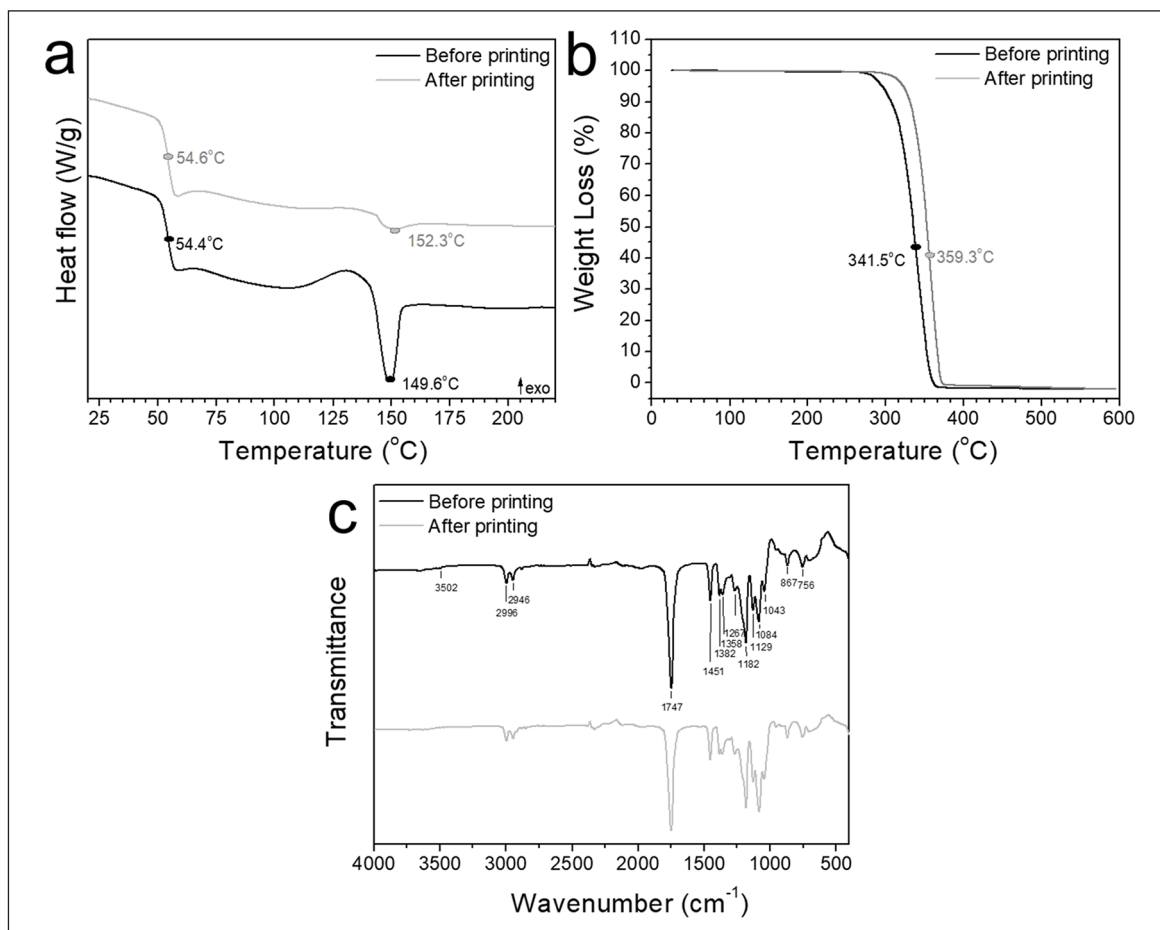 a
Before printing
After printing
54.6°C
152.3°C
54.4°C
149.6°C
↑exo
Heat flow (W/g)
25 50 75 100 125 150 175 200
Temperature (°C)
b
Before printing
After printing
110
100
90
80
70
60
50
40
30
20
10
0
341.5°C
359.3°C
Weight Loss (%)
0 100 200 300 400 500 600
Temperature (°C)
c
Before printing
After printing
3502
2996
2946
1747
1451
1382
1358
1267
1182
1129
1084
1043
867
756
Transmittance
4000 3500 3000 2500 2000 1500 1000 500
Wavenumber (cm⁻¹)